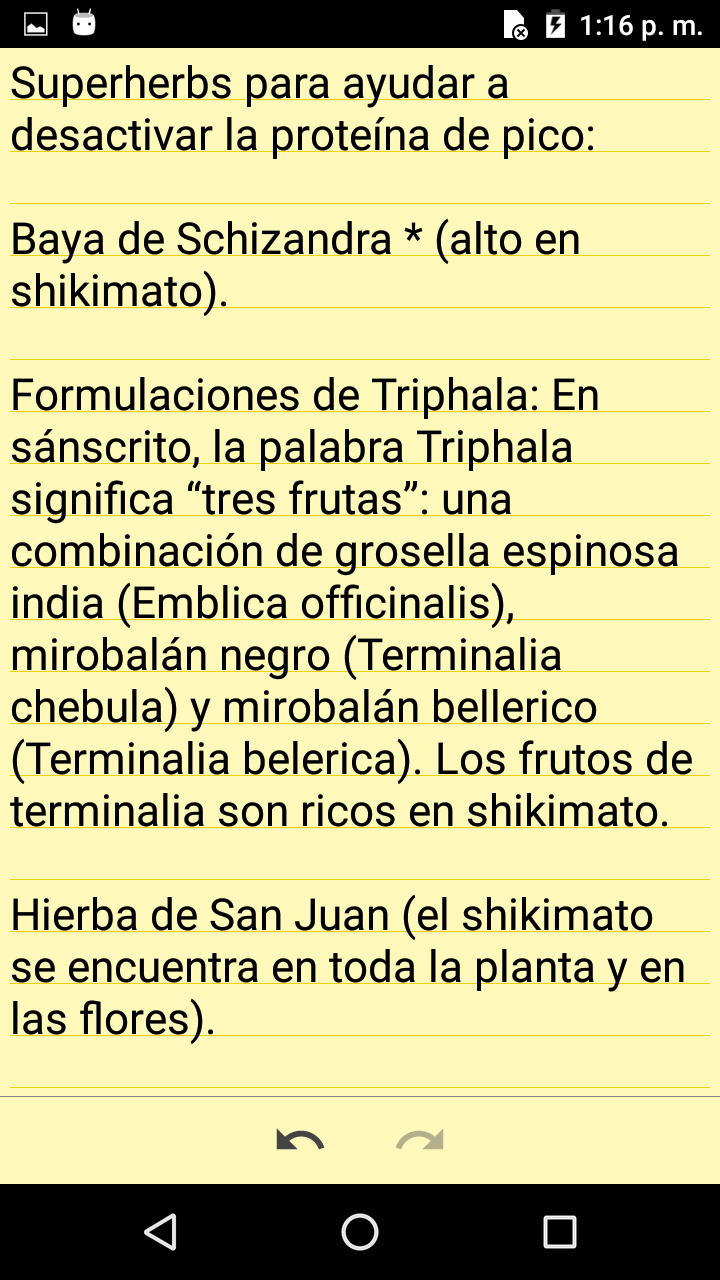 1:16 p. m.
Superherbs para ayudar a
desactivar la proteína de pico:
Baya de Schizandra * (alto en
shikimato).
Formulaciones de Triphala: En
sánscrito, la palabra Triphala
significa “tres frutas”: una
combinación de grosella espinosa
india (Emblica officinalis),
mirobalán negro (Terminalia
chebula) y mirobalán bellerico
(Terminalia belerica). Los frutos de
terminalia son ricos en shikimato.
Hierba de San Juan (el shikimato
se encuentra en toda la planta y en
las flores).